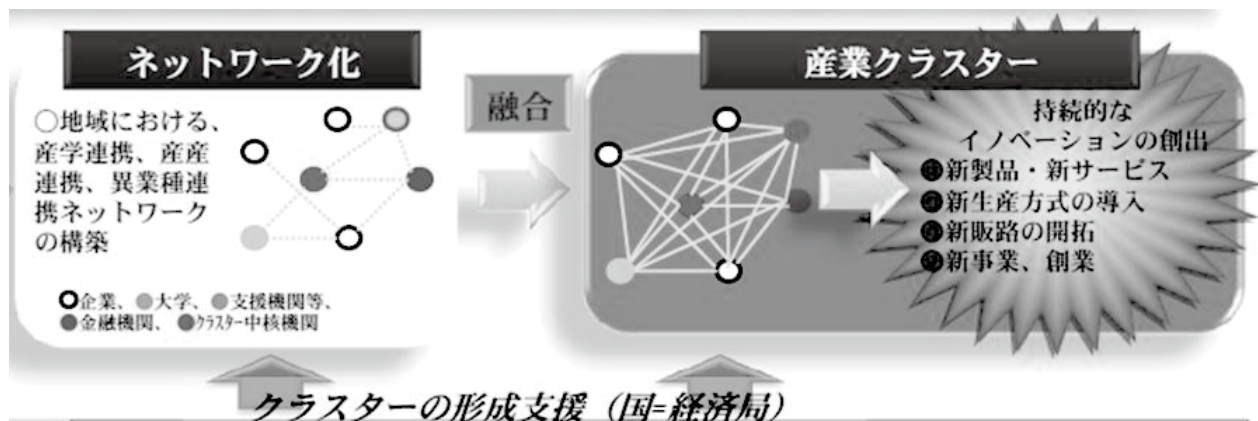 ネットワーク化
○地域における、
産学連携、産産
連携、異業種連
携ネットワーク
の構築
企業、●大学、●支援機関等、
●金融機関、●クラスター中核機関
融合
産業クラスター
持続的な
イノベーションの創出
●新製品・新サービス
●新生産方式の導入
●新販路の開拓
●新事業、創業
クラスターの形成支援（国=経済局）